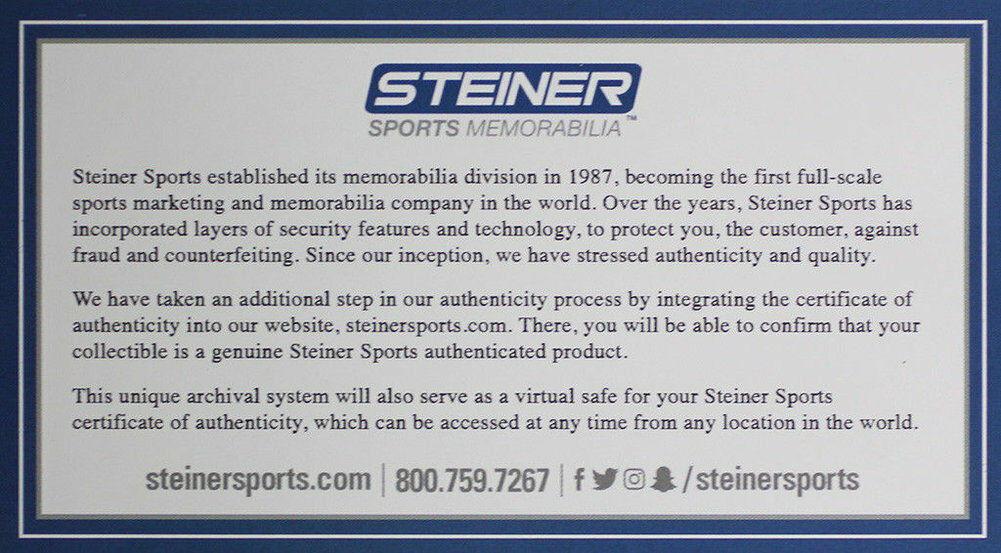 STEINER
SPORTS MEMORABILIA™
Steiner Sports established its memorabilia division in 1987, becoming the first full-scale
sports marketing and memorabilia company in the world. Over the years, Steiner Sports has
incorporated layers of security features and technology, to protect you, the customer, against
fraud and counterfeiting. Since our inception, we have stressed authenticity and quality.
We have taken an additional step in our authenticity process by integrating the certificate of
authenticity into our website, steinersports.com. There, you will be able to confirm that your
collectible is a genuine Steiner Sports authenticated product.
This unique archival system will also serve as a virtual safe for your Steiner Sports
certificate of authenticity, which can be accessed at any time from any location in the world.
steinersports.com | 800.759.7267 | f /steinersports